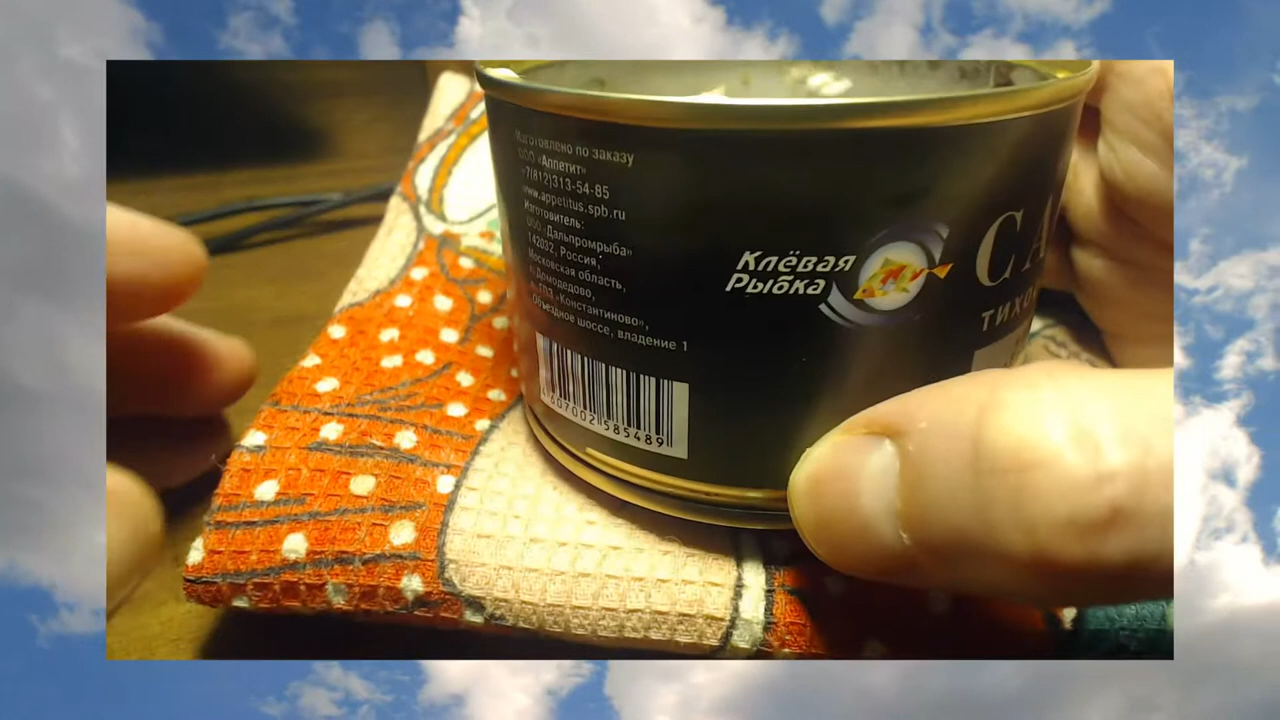 Изготовлено по заказу
ООО «Аппетит»
+7(812)313-54-85
www.appetitus.spb.ru
Изготовитель:
ООО «Дальпромрыба»
142032, Россия,
Московская область,
г. Домодедово,
ГПЗ «Константиново»,
Объездное шоссе, владение 1
4607002585489
Клёвая
Рыбка
СА
ТИХО